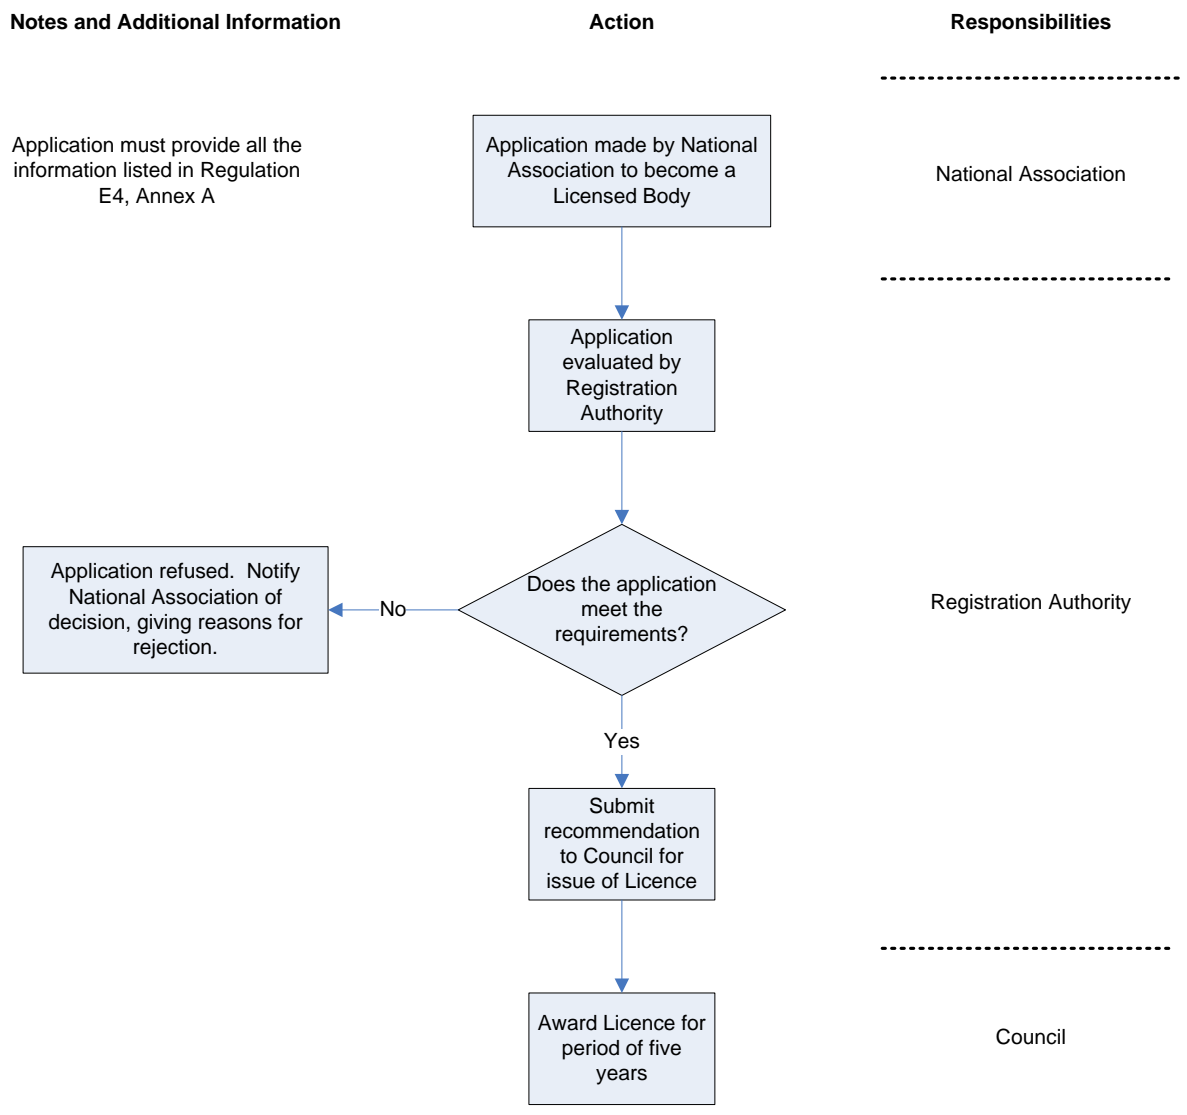 Notes and Additional Information
Action
Responsibilities
Application must provide all the
information listed in Regulation
E4, Annex A
Application made by National
Association to become a
Licensed Body
National Association
Application
evaluated by
Registration
Authority
Application refused.  Notify
National Association of
decision, giving reasons for
rejection.
No
Does the application
meet the
requirements?
Registration Authority
Yes
Submit
recommendation
to Council for
issue of Licence
Award Licence for
period of five
years
Council